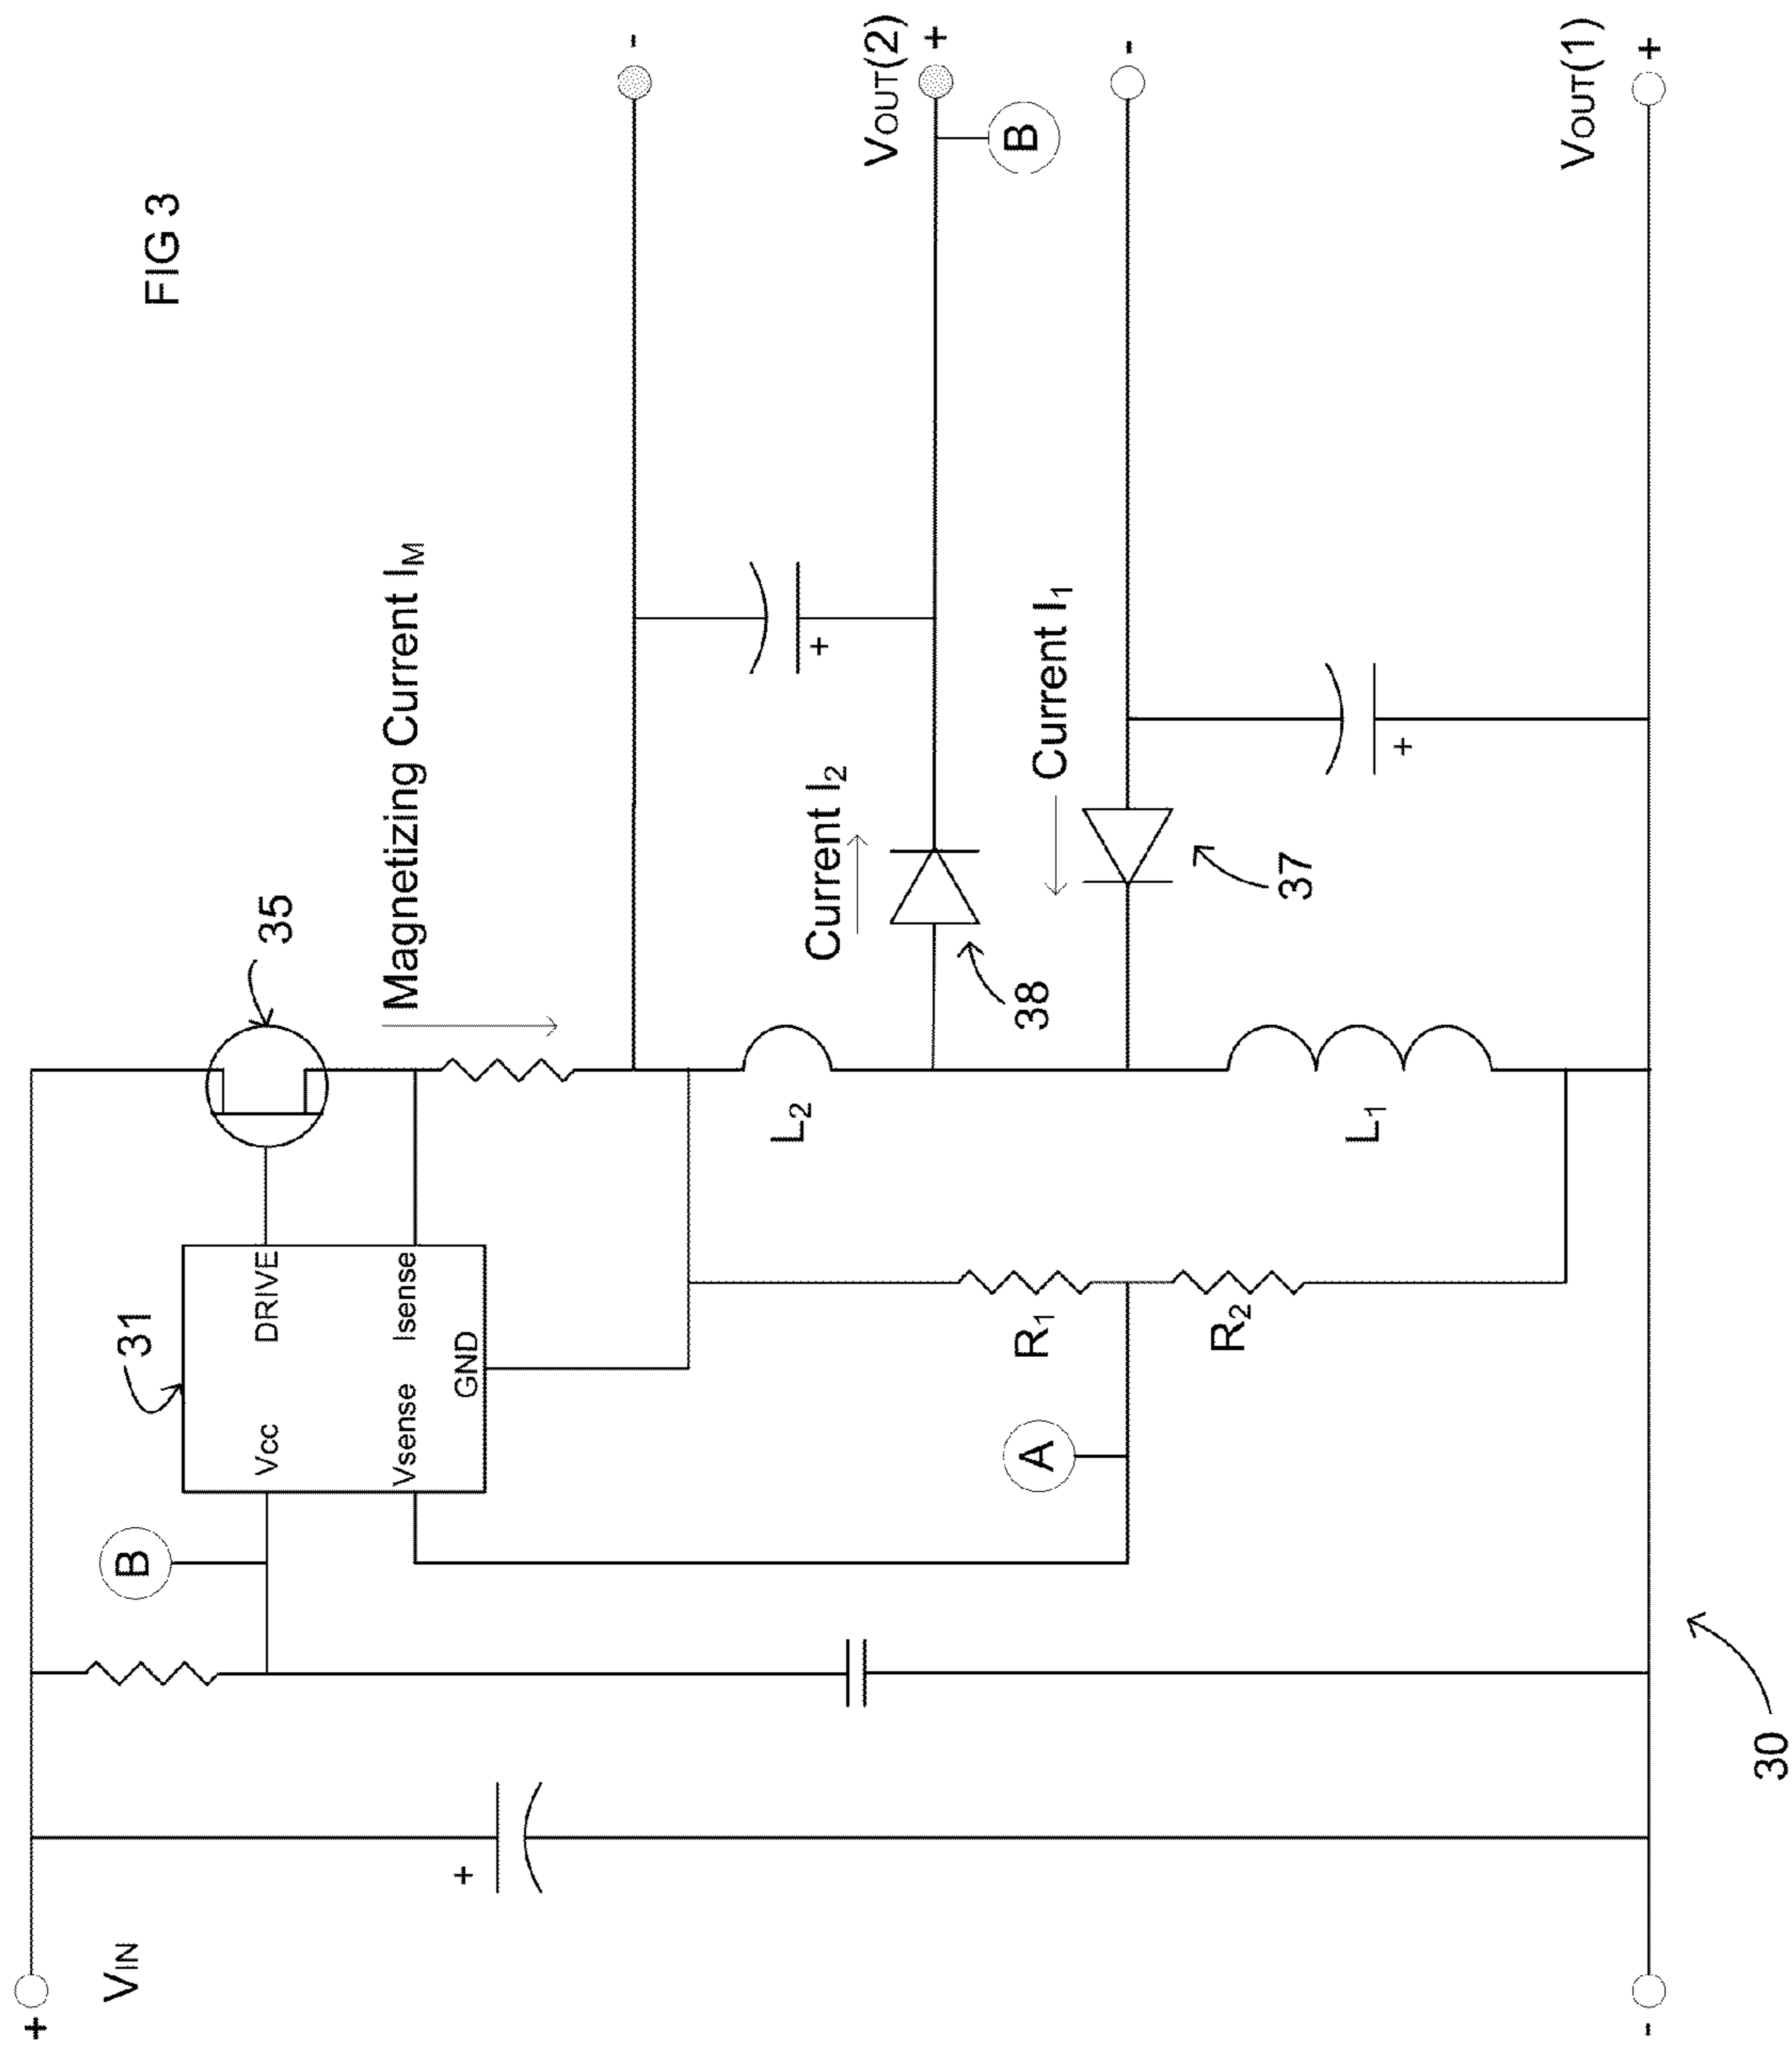 FIG 3
+
VIN
-
B
31
Vcc
DRIVE
Vsense
Isense
GND
35
Magnetizing Current IM
A
R1
R2
L2
L1
+
+
+
38
37
Current I2
Current I1
-
VOUT(2)
+
B
-
VOUT(1)
+
30